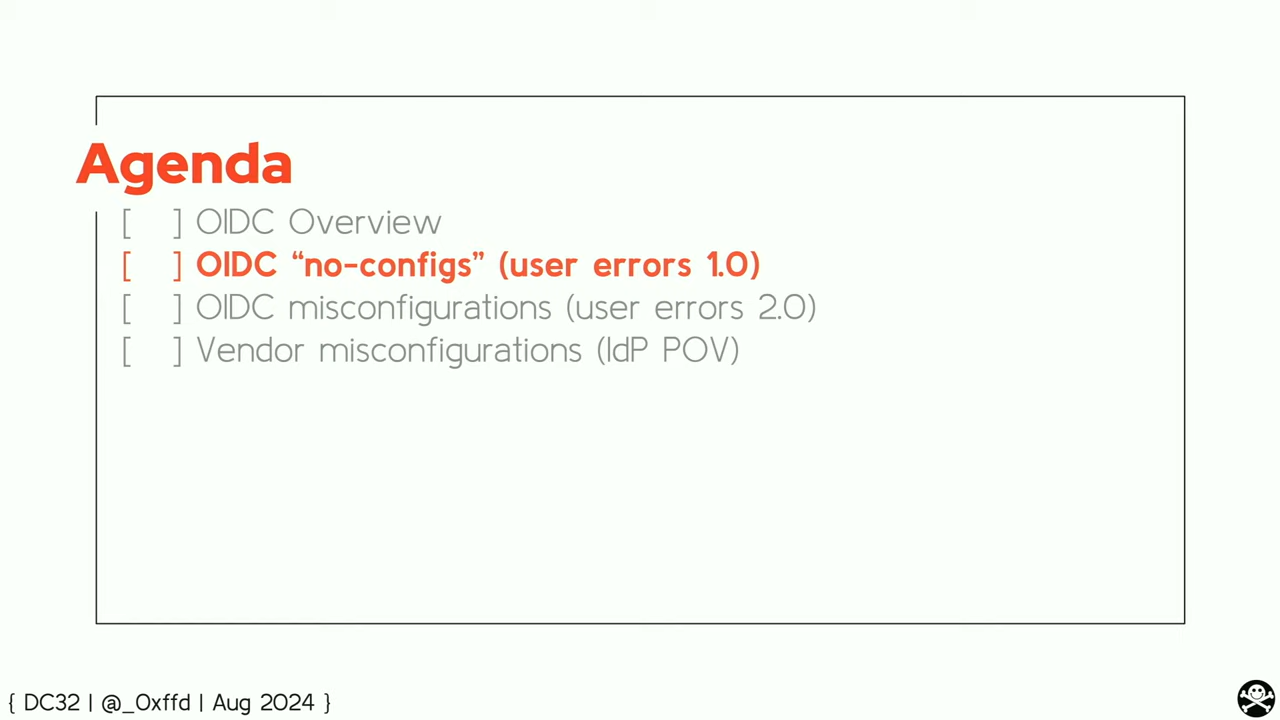 Agenda
[ ] OIDC Overview
[ ] OIDC “no-configs” (user errors 1.0)
[ ] OIDC misconfigurations (user errors 2.0)
[ ] Vendor misconfigurations (IdP POV)
{ DC32 | @_0xffd | Aug 2024 }